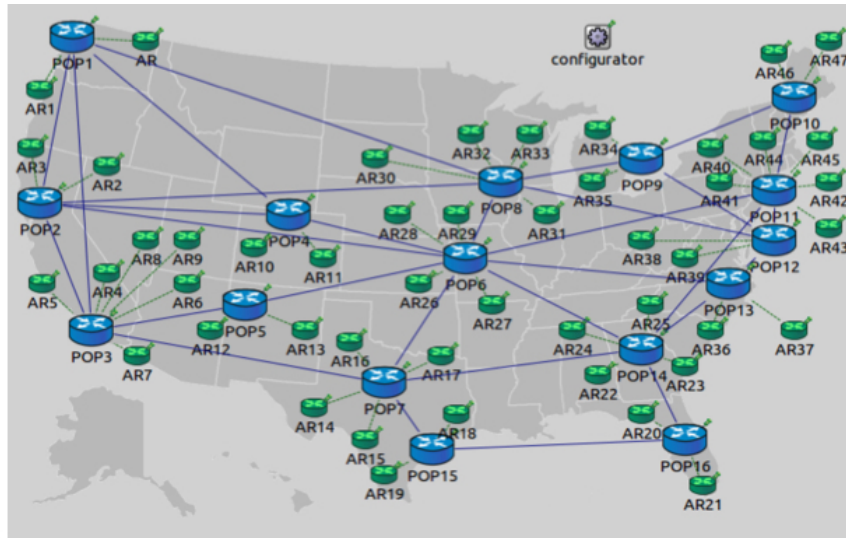 POP1
AR
configurator
AR46
AR47
AR1
POP10
AR3
AR2
AR32
AR33
AR34
POP9
AR40
AR44
AR45
AR30
POP2
POP8
AR35
AR41
POP11
AR42
AR28
AR29
AR31
AR43
POP4
AR8
AR9
AR10
AR11
POP6
AR38
AR39
POP12
AR5
AR4
AR6
AR26
AR27
POP13
POP5
AR25
POP3
AR12
AR13
AR16
AR24
AR36
AR37
AR7
AR17
POP14
AR23
POP7
AR22
AR14
AR18
AR20
AR15
POP15
POP16
AR19
AR21